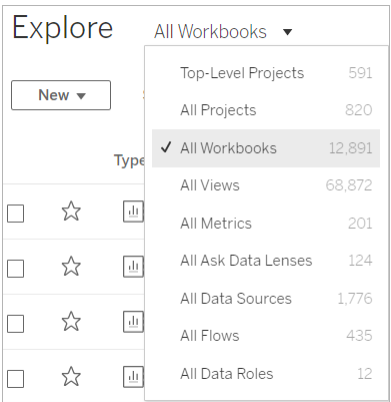 Explore All Workbooks
Top-Level Projects 591
New
All Projects 820
All Workbooks 12,891
Type
All Views 68,872
All Metrics 201
All Ask Data Lenses 124
All Data Sources 1,776
All Flows 435
All Data Roles 12